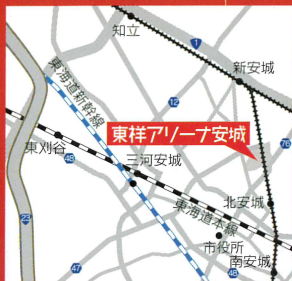 知立
1
新安城
東海道新幹線
12
東祥アリーナ安城
76
東刈谷
48
三河安城
北安城
東海道本線
23
市役所
47
48
南安城